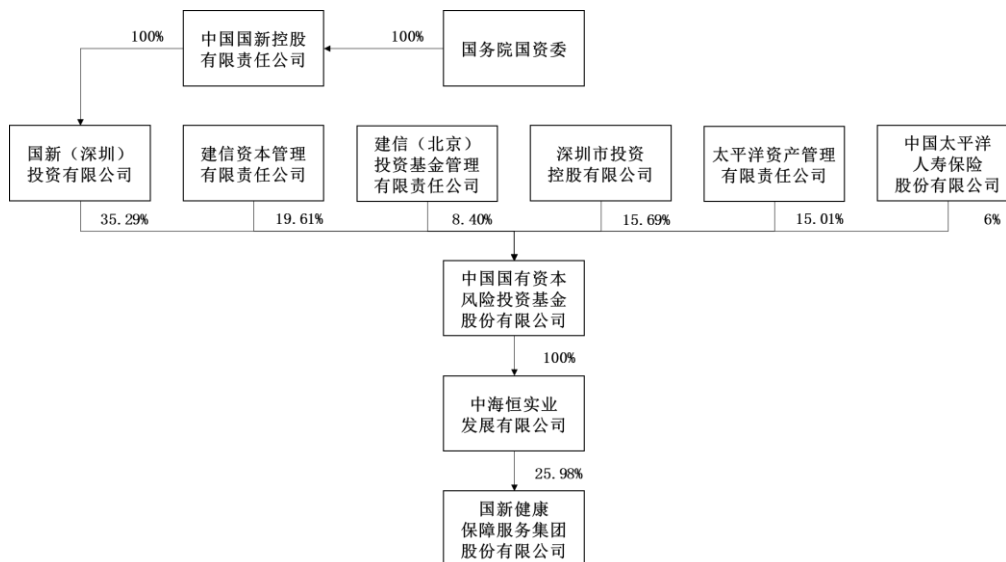 100%
中国国新控股
有限责任公司
100%
国务院国资委
国新（深圳）
投资有限公司
建信资本管理
有限责任公司
建信（北京）
投资基金管理
有限责任公司
深圳市投资
控股有限公司
太平洋资产管理
有限责任公司
中国太平洋
人寿保险
股份有限公司
35.29%
19.61%
8.40%
15.69%
15.01%
6%
中国国有资本
风险投资基金
股份有限公司
100%
中海恒实业
发展有限公司
25.98%
国新健康
保障服务集团
股份有限公司